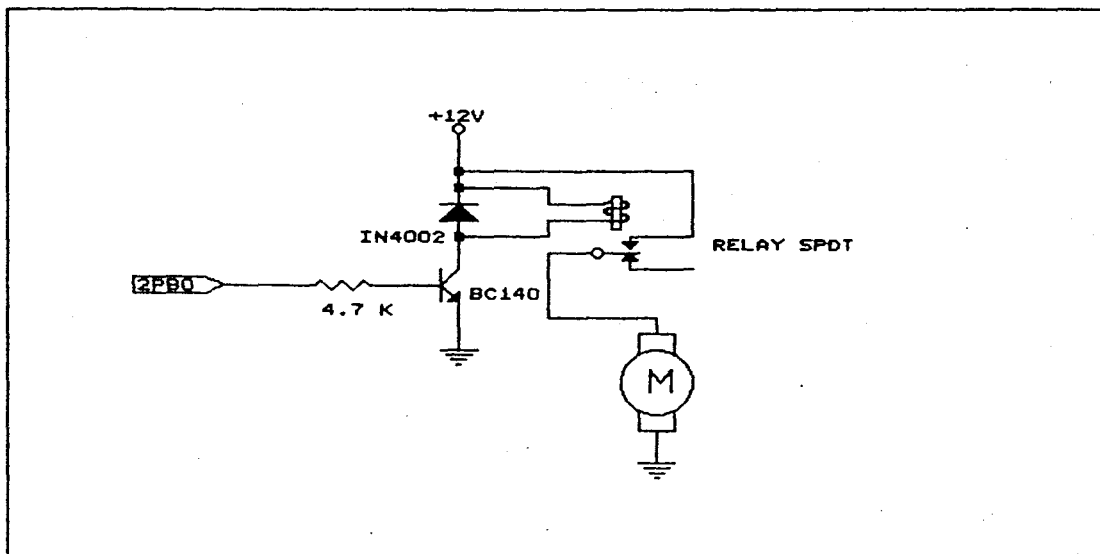 +12V
IN4002
RELAY SPDT
2PB0
BC140
4.7 K
M